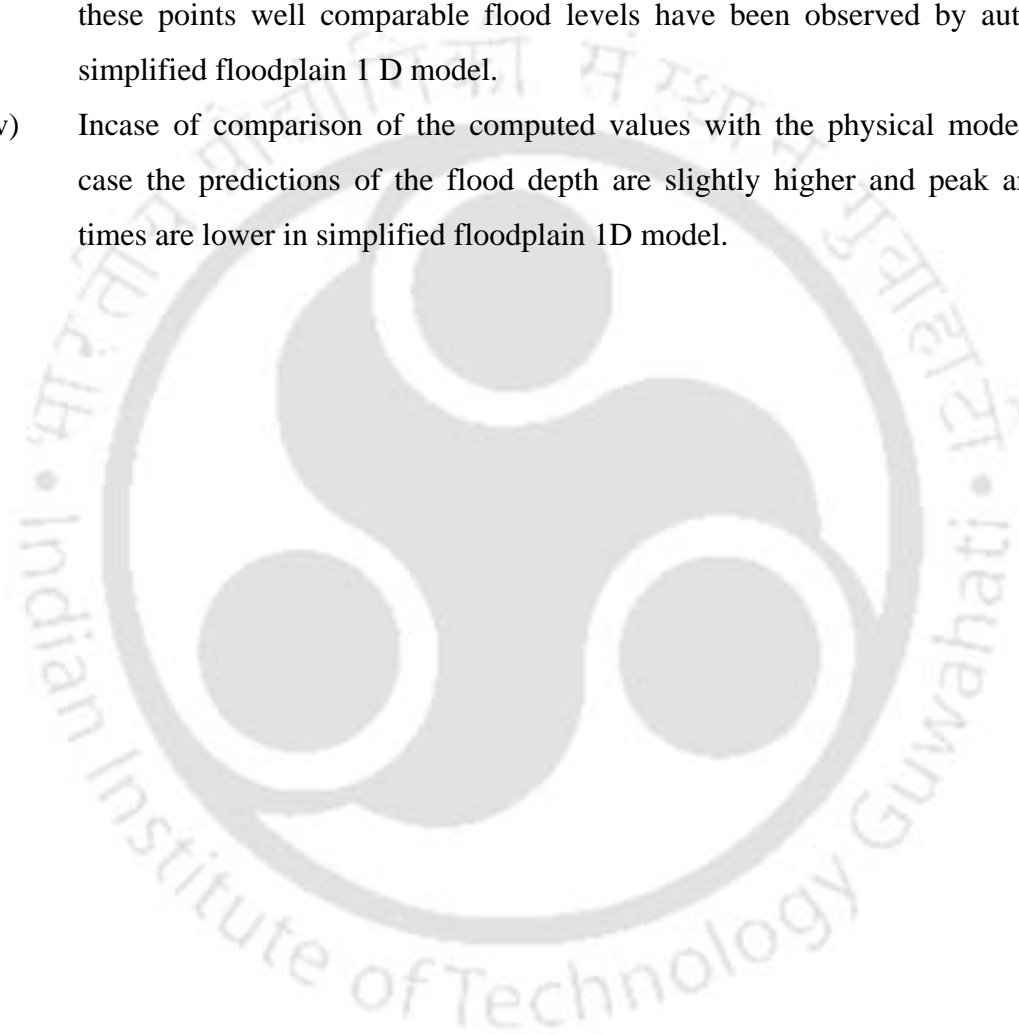 these points well comparable flood levels have been observed by
simplified floodplain 1 D model.
v) Incase of comparison of the computed values with the physical
case the predictions of the flood depth are slightly higher and peak
times are lower in simplified floodplain 1D model.
भारतीय प्रौद्योगिकी संस्थान गुवाहाटी
Indian Institute of Technology Guwahati